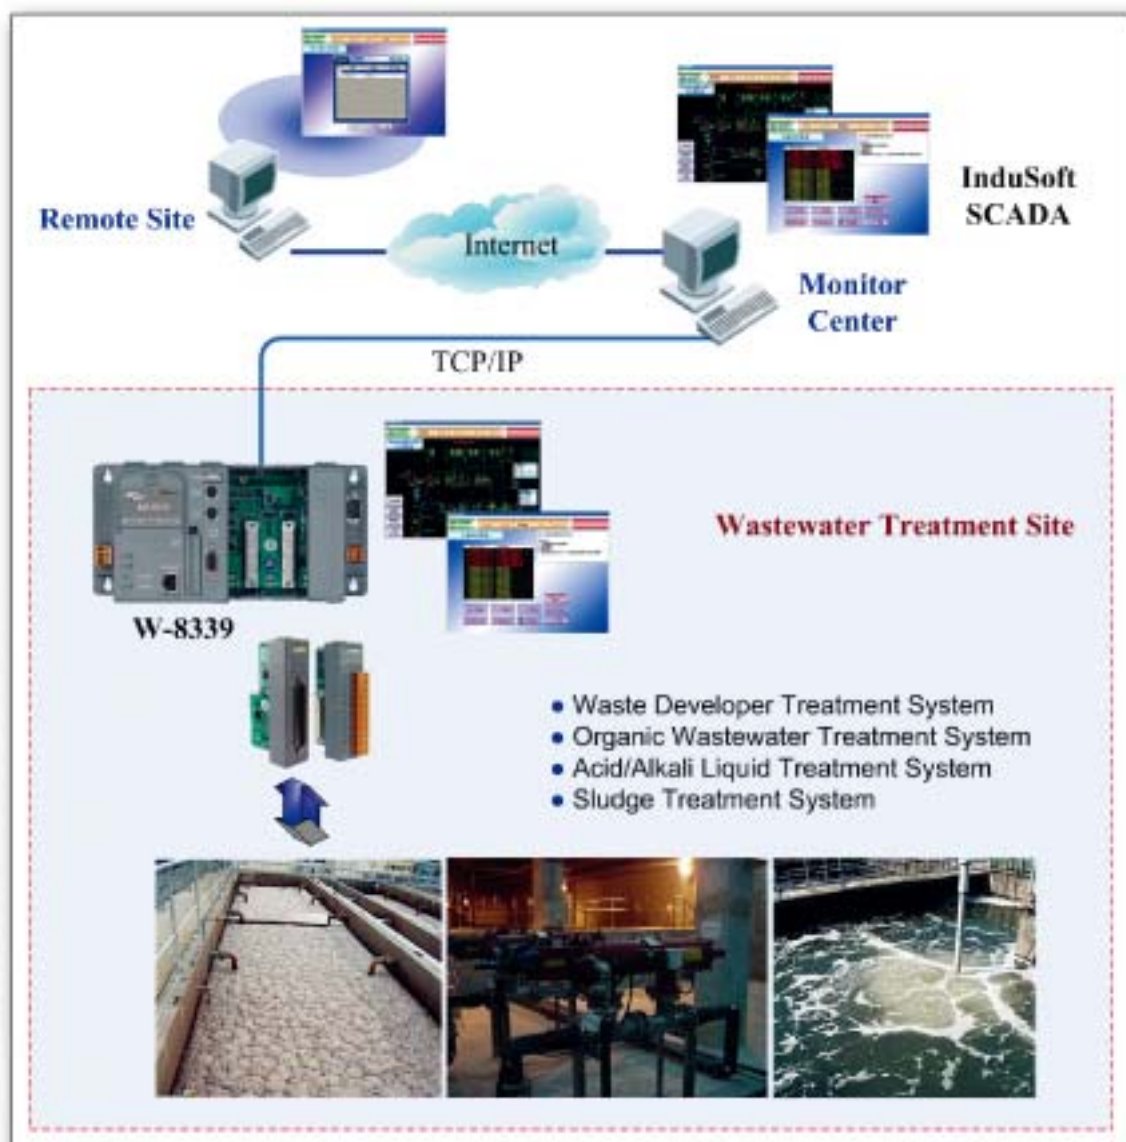 Remote Site
Internet
InduSoft
SCADA
Monitor
Center
TCP/IP
Wastewater Treatment Site
W-8339
• Waste Developer Treatment System
• Organic Wastewater Treatment System
• Acid/Alkali Liquid Treatment System
• Sludge Treatment System